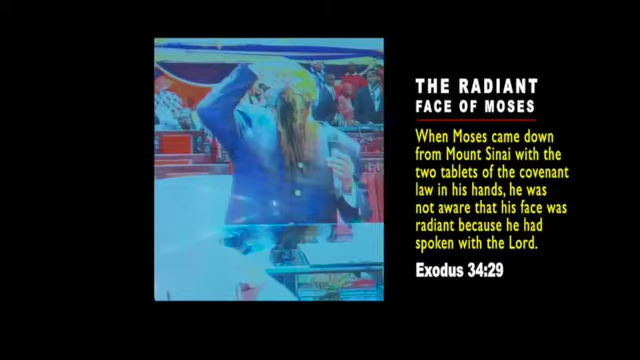 THE RADIANT
FACE OF MOSES
When Moses came down
from Mount Sinai with the
two tablets of the covenant
law in his hands, he was
not aware that his face was
radiant because he had
spoken with the Lord.
Exodus 34:29